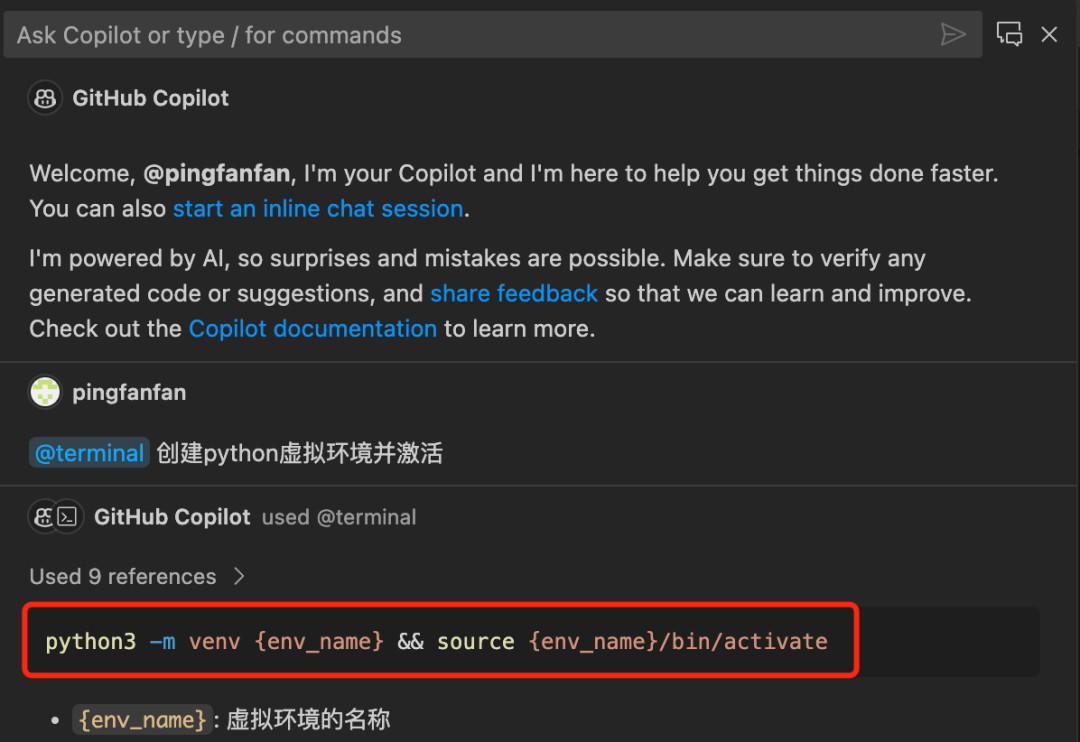 Ask Copilot or type / for commands
GitHub Copilot
Welcome, @pingfanfan, I'm your Copilot and I'm here to help you get things done faster.
You can also start an inline chat session.
I'm powered by AI, so surprises and mistakes are possible. Make sure to verify any
generated code or suggestions, and share feedback so that we can learn and improve.
Check out the Copilot documentation to learn more.
pingfanfan
@terminal 创建python虚拟环境并激活
GitHub Copilot used @terminal
Used 9 references
python3 -m venv {env_name} && source {env_name}/bin/activate
• {env_name}: 虚拟环境的名称